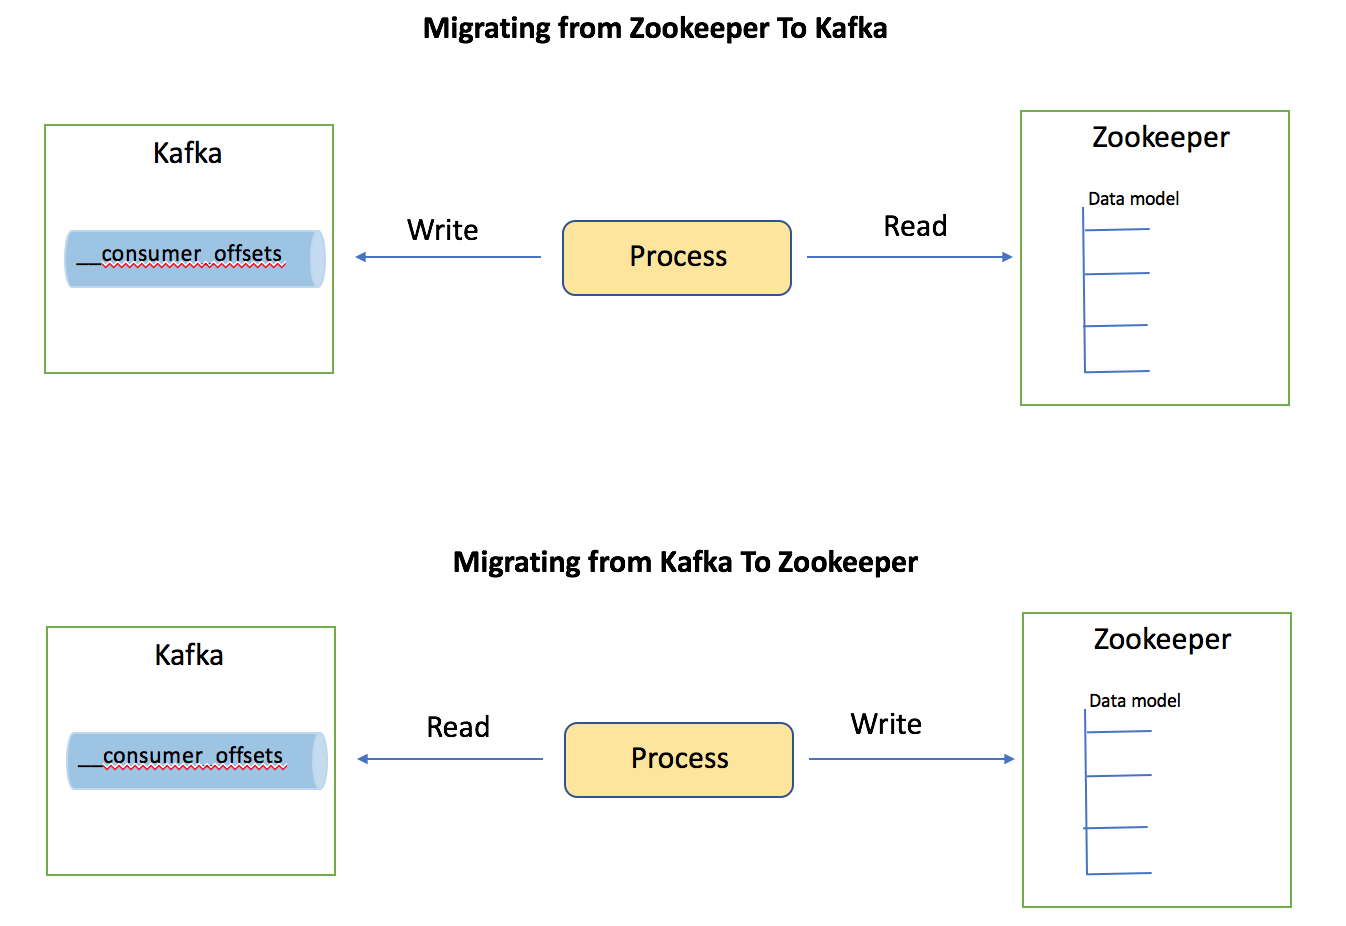 Migrating from Zookeeper To Kafka
Kafka
Zookeeper
Data model
__consumer_offsets
Write
Process
Read
Migrating from Kafka To Zookeeper
Kafka
Zookeeper
Data model
__consumer_offsets
Read
Process
Write